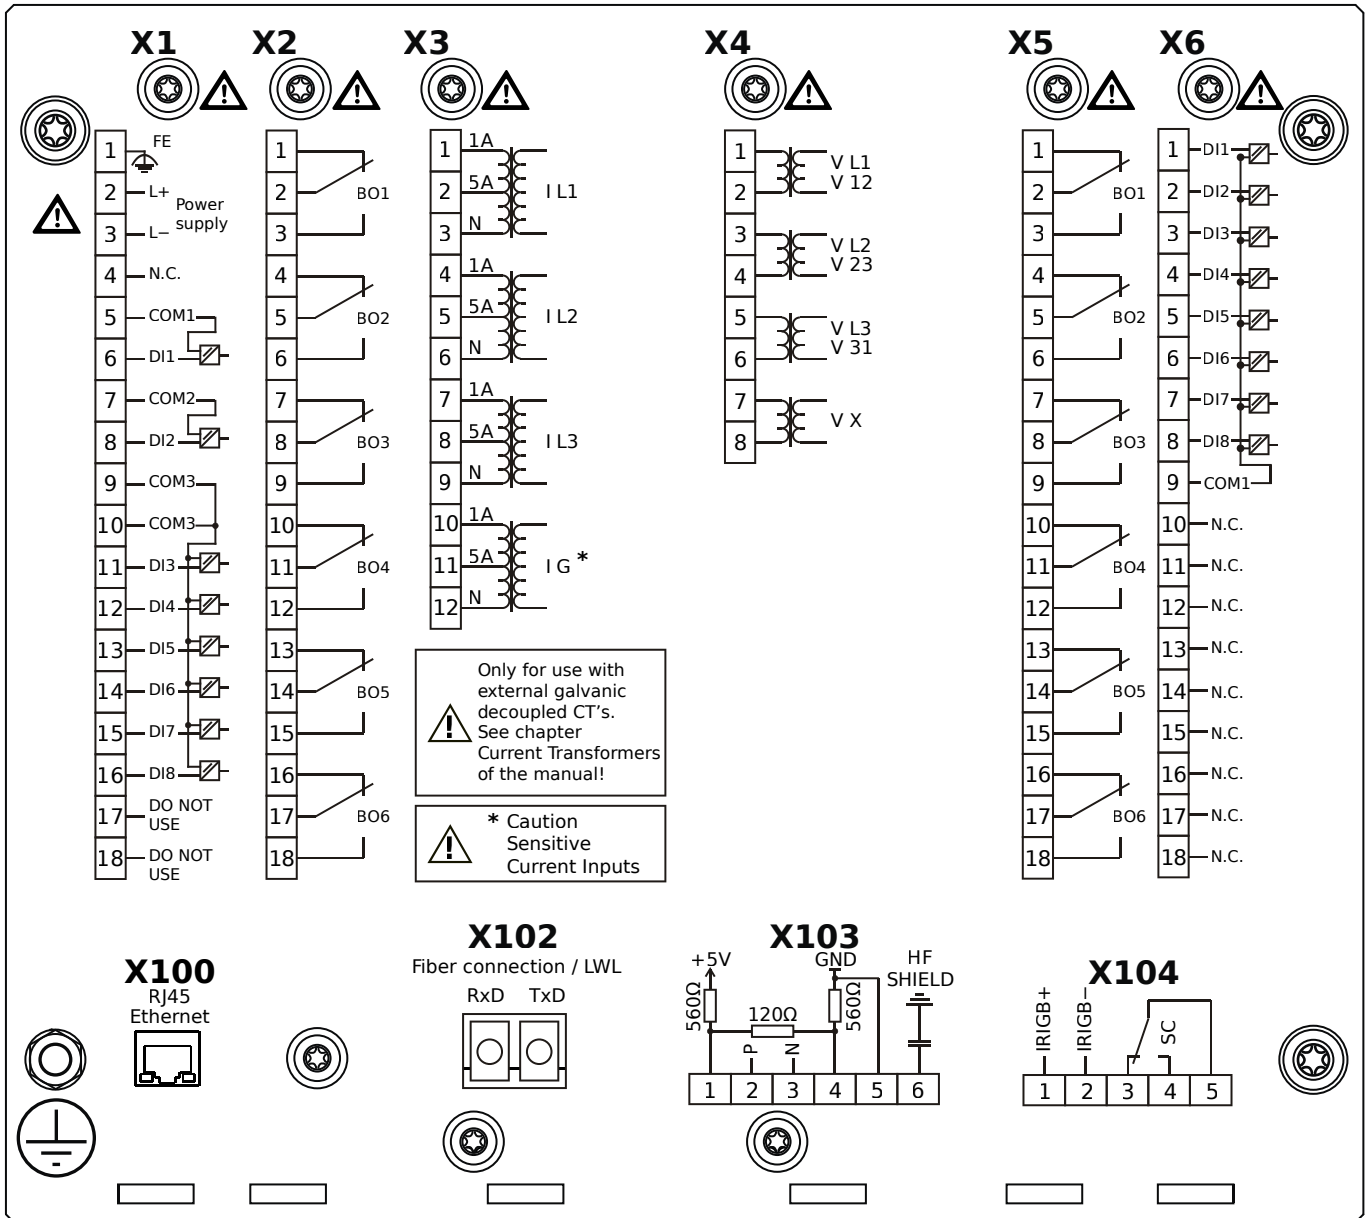 X1
X2
X3
X4
X5
X6
1 FE
2 L+
Power
supply
3 L−
4 N.C.
5 COM1
6 DI1
7 COM2
8 DI2
9 COM3
10 COM3
11 DI3
12 DI4
13 DI5
14 DI6
15 DI7
16 DI8
17 DO NOT
USE
18 DO NOT
USE
1
2 BO1
3
4
5 BO2
6
7
8 BO3
9
10
11 BO4
12
13
14 BO5
15
16
17 BO6
18
1 1A
2 5A I L1
3 N
4 1A
5 5A I L2
6 N
7 1A
8 5A I L3
9 N
10 1A
11 5A I G *
12 N
Only for use with
external galvanic
decoupled CT's.
See chapter
Current Transformers
of the manual!
* Caution
Sensitive
Current Inputs
1 V L1
2 V 12
3 V L2
4 V 23
5 V L3
6 V 31
7 V X
8
1
2 BO1
3
4
5 BO2
6
7
8 BO3
9
10
11 BO4
12
13
14 BO5
15
16
17 BO6
18
1 DI1
2 DI2
3 DI3
4 DI4
5 DI5
6 DI6
7 DI7
8 DI8
9 COM1
10 N.C.
11 N.C.
12 N.C.
13 N.C.
14 N.C.
15 N.C.
16 N.C.
17 N.C.
18 N.C.
X100
RJ45
Ethernet
X102
Fiber connection / LWL
RxD TxD
X103
+5V GND HF
SHIELD
560Ω 120Ω 560Ω
P N
1 2 3 4 5 6
X104
IRIGB+ IRIGB− SC
1 2 3 4 5